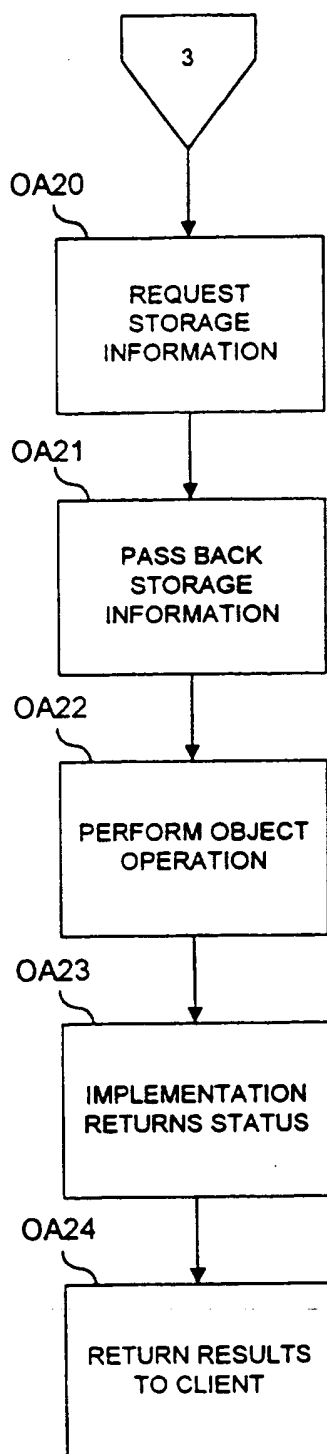 3
OA20
REQUEST
STORAGE
INFORMATION
OA21
PASS BACK
STORAGE
INFORMATION
OA22
PERFORM OBJECT
OPERATION
OA23
IMPLEMENTATION
RETURNS STATUS
OA24
RETURN RESULTS
TO CLIENT